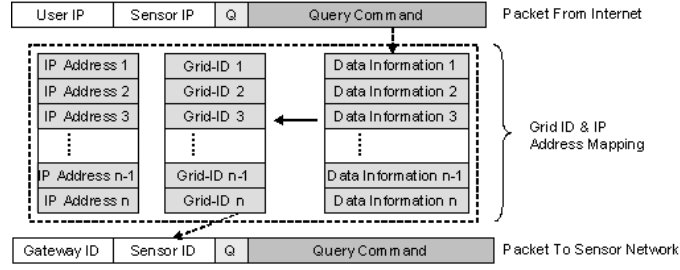 User IP Sensor IP Q Query Command Packet From Internet
IP Address 1 Grid-ID 1 Data Information 1
IP Address 2 Grid-ID 2 Data Information 2
IP Address 3 Grid-ID 3 Data Information 3
Grid ID & IP
Address Mapping
IP Address n-1 Grid-ID n-1 Data Information n-1
IP Address n Grid-ID n Data Information n
Gateway ID Sensor ID Q Query Command Packet To Sensor Network